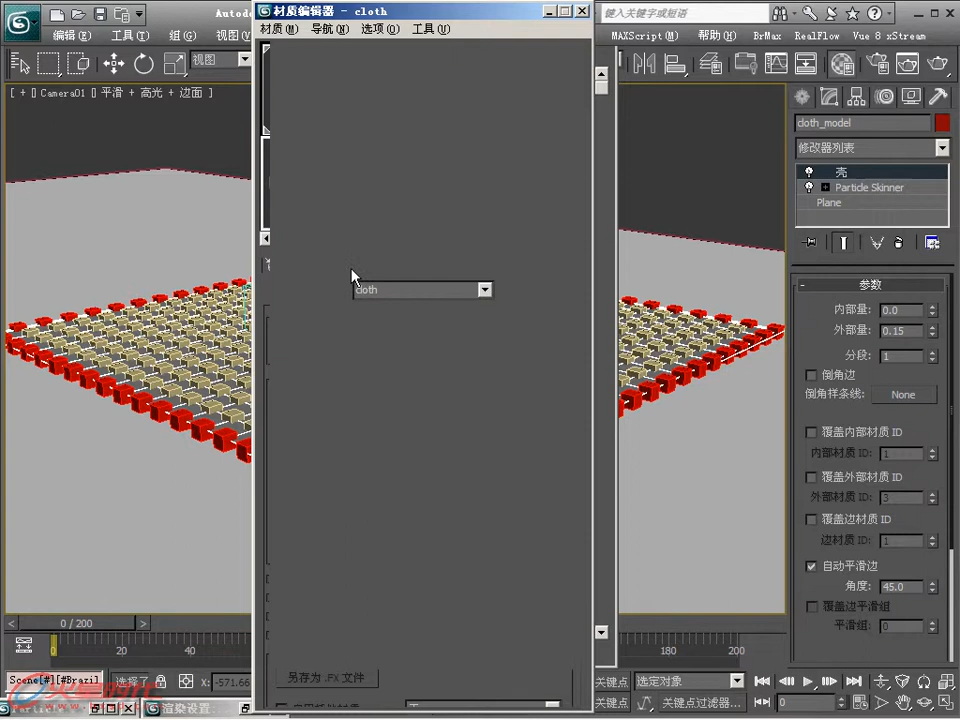 Autod
材质编辑器 - cloth
键入关键字或短语
编辑(E) 工具(T) 组(G) 视图(V)
材质(M) 导航(N) 选项(O) 工具(U)
MAXScript(M) 帮助(H) BrMax RealFlow Vue 8 xStream
视图
[ + [] Camera01 [] 平滑 + 高光 + 边面 ]
cloth_model
修改器列表
壳
Particle Skinner
Plane
cloth
- 参数
内部量: 0.0
外部量: 0.15
分段: 1
倒角边
倒角样条线: None
覆盖内部材质 ID
内部材质 ID: 1
覆盖外部材质 ID
外部材质 ID: 3
覆盖边材质 ID
边材质 ID: 1
自动平滑边
角度: 45.0
覆盖边平滑组
平滑组: 0
< 0 / 200 >
0 20 40 180 200
另存为 .FX 文件
Scene[#][#]Brazil 选择了 X: -571.66
关键点 选定对象
火星时代
渲染设置:
关键点 关键点过滤器... 0